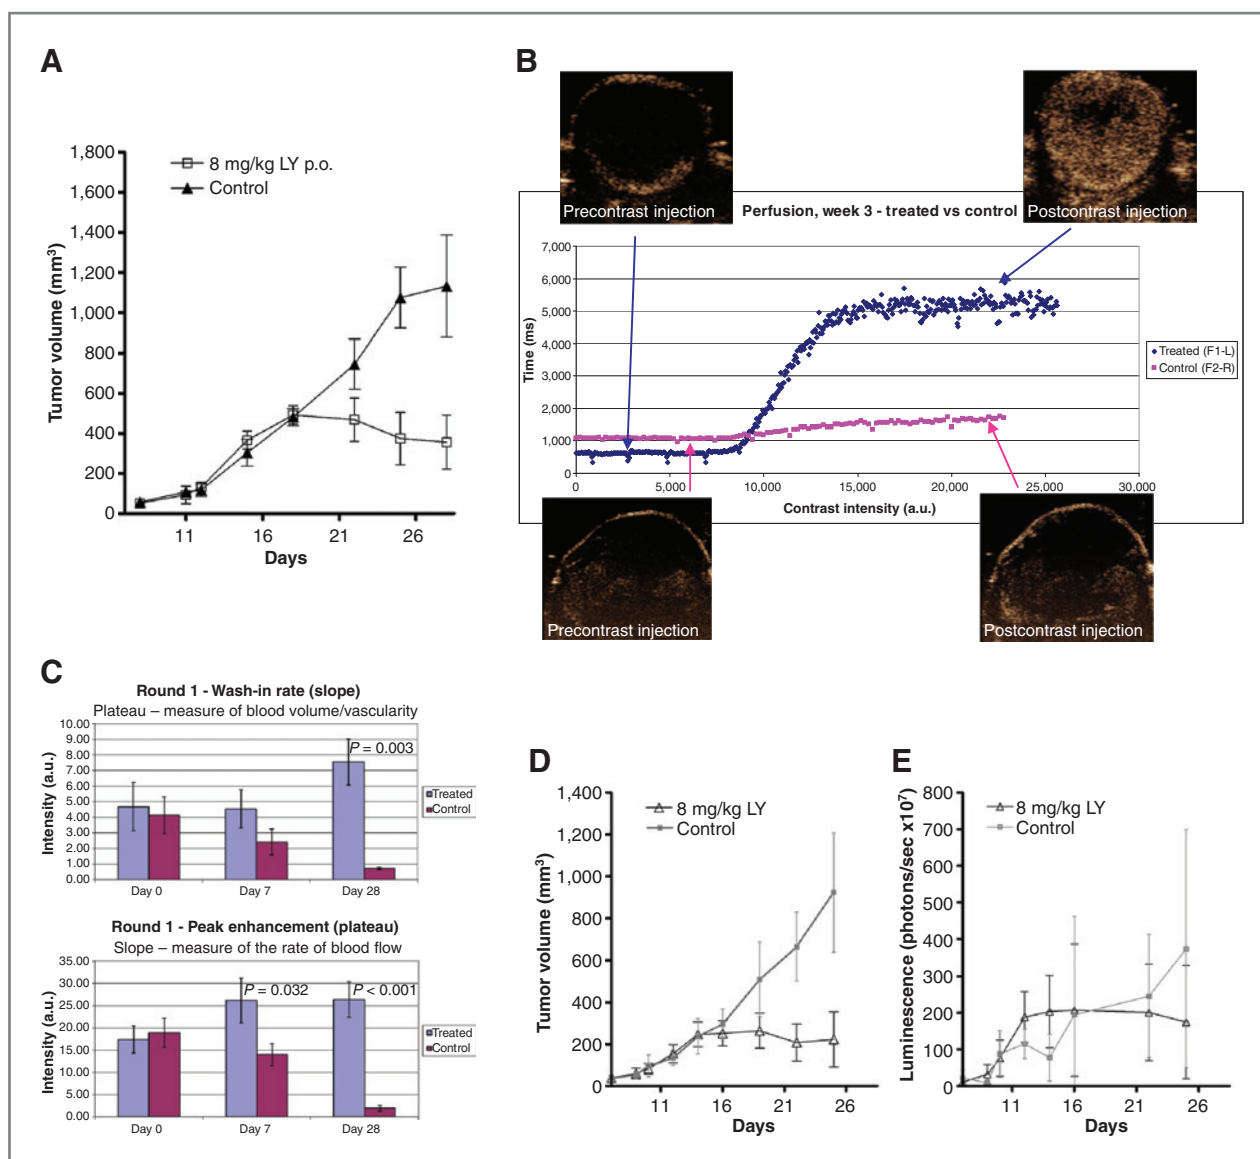 A
1,800
1,600
1,400
1,200
1,000
800
600
400
200
0
Tumor volume (mm³)
8 mg/kg LY p.o.
Control
11
16
21
26
Days
B
Precontrast injection
Postcontrast injection
Perfusion, week 3 - treated vs control
7,000
6,000
5,000
4,000
3,000
2,000
1,000
0
Time (ms)
Treated (F1-L)
Control (F2-R)
0
5,000
10,000
15,000
20,000
25,000
30.000
Contrast intensity (a.u.)
Precontrast injection
Postcontrast injection
C
Round 1 - Wash-in rate (slope)
Plateau – measure of blood volume/vascularity
10.00
9.00
8.00
7.00
6.00
5.00
4.00
3.00
2.00
1.00
0.00
Intensity (a.u.)
P = 0.003
Treated
Control
Day 0
Day 7
Day 28
Round 1 - Peak enhancement (plateau)
Slope – measure of the rate of blood flow
35.00
30.00
25.00
20.00
15.00
10.00
5.00
0.00
Intensity (a.u.)
P = 0.032
P < 0.001
Treated
Control
Day 0
Day 7
Day 28
D
1,400
1,200
1,000
800
600
400
200
0
Tumor volume (mm³)
8 mg/kg LY
Control
11
16
21
26
Days
E
800
700
600
500
400
300
200
100
0
Luminescence (photons/sec x10⁷)
8 mg/kg LY
Control
11
16
21
26
Days